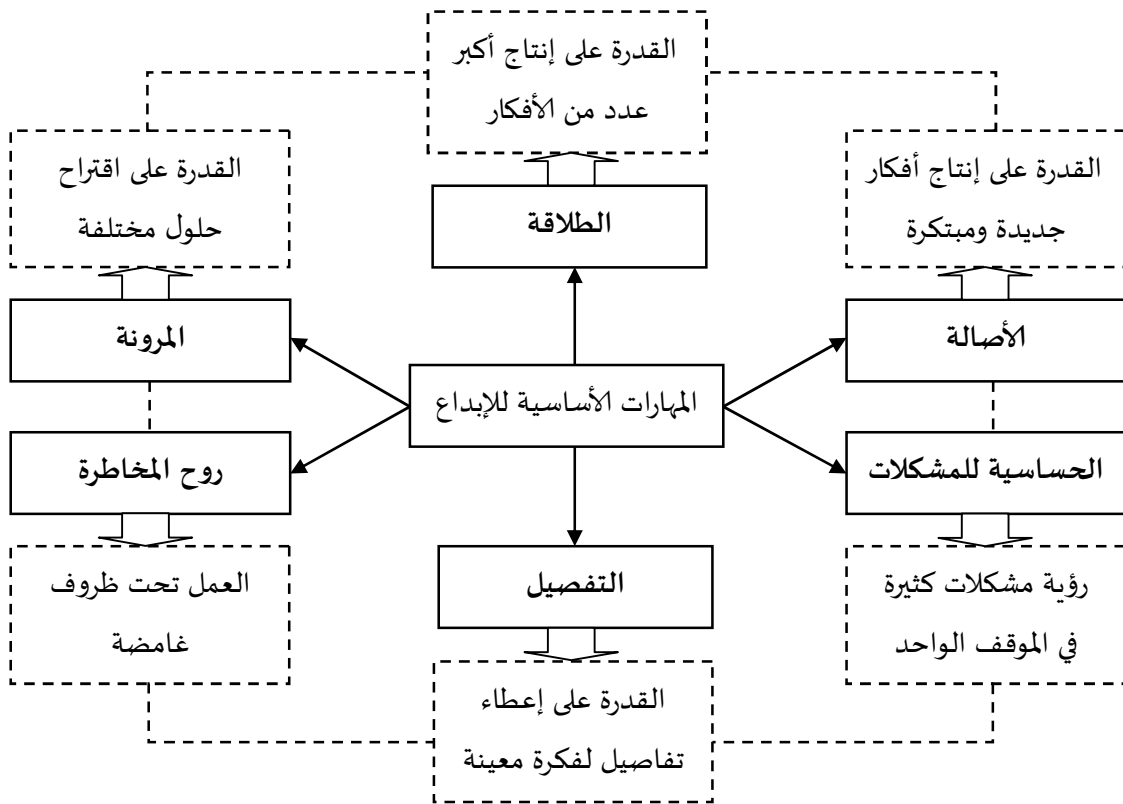 القدرة على إنتاج أكبر
عدد من الأفكار
الطلاقة
القدرة على إنتاج أفكار
جديدة ومبتكرة
الأصالة
القدرة على اقتراح
حلول مختلفة
المرونة
المهارات الأساسية للإبداع
الحساسية للمشكلات
رؤية مشكلات كثيرة
في الموقف الواحد
روح المخاطرة
العمل تحت ظروف
غامضة
التفصيل
القدرة على إعطاء
تفاصيل لفكرة معينة